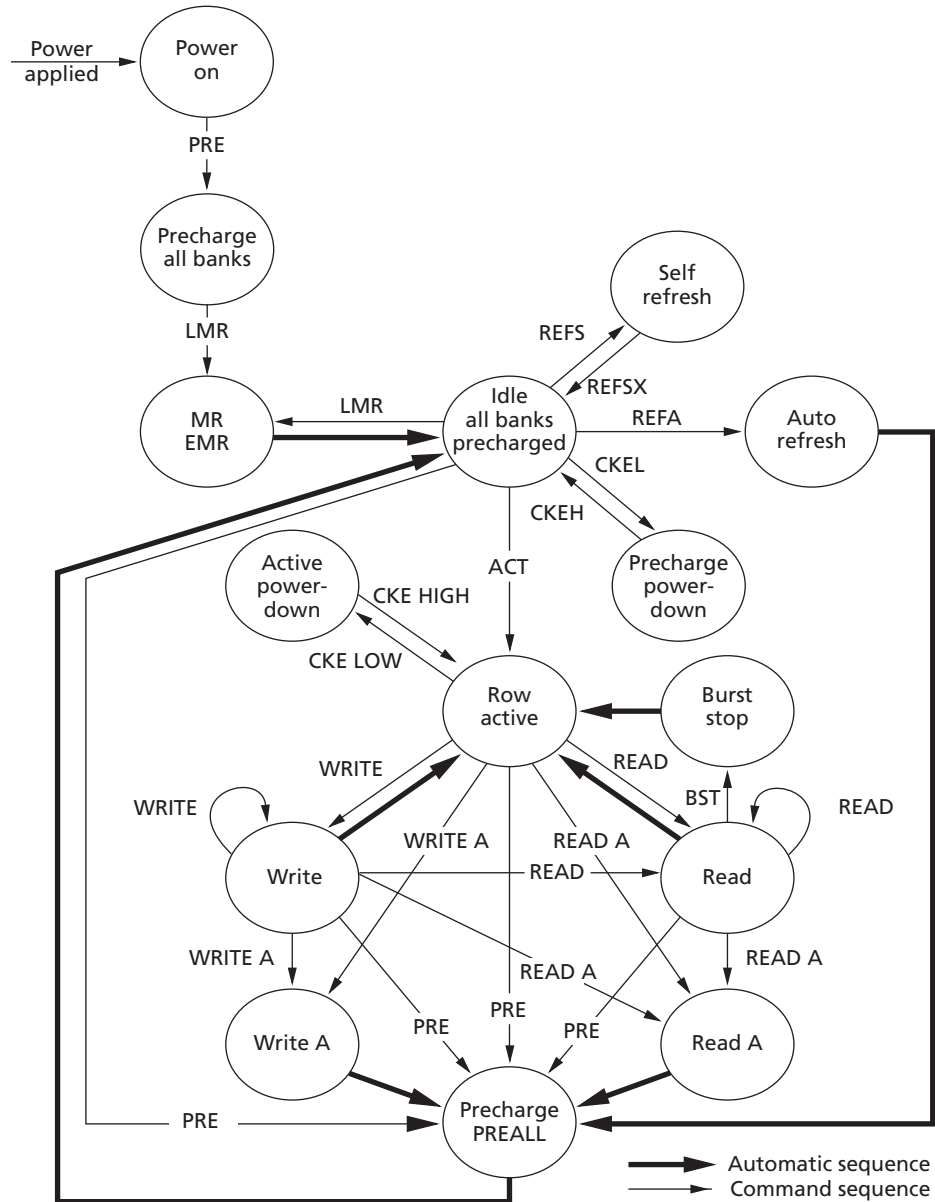 Power
applied
Power
on
PRE
Precharge
all banks
LMR
Self
refresh
REFS
REFSX
MR
EMR
LMR
Idle
all banks
precharged
REFA
Auto
refresh
CKEL
CKEH
Active
power-
down
CKE HIGH
CKE LOW
ACT
Precharge
power-
down
Row
active
Burst
stop
WRITE
READ
BST
WRITE
READ
WRITE A
READ A
Write
READ
Read
WRITE A
READ A
READ A
Write A
PRE
PRE
PRE
Read A
PRE
Precharge
PREALL
Automatic sequence
Command sequence